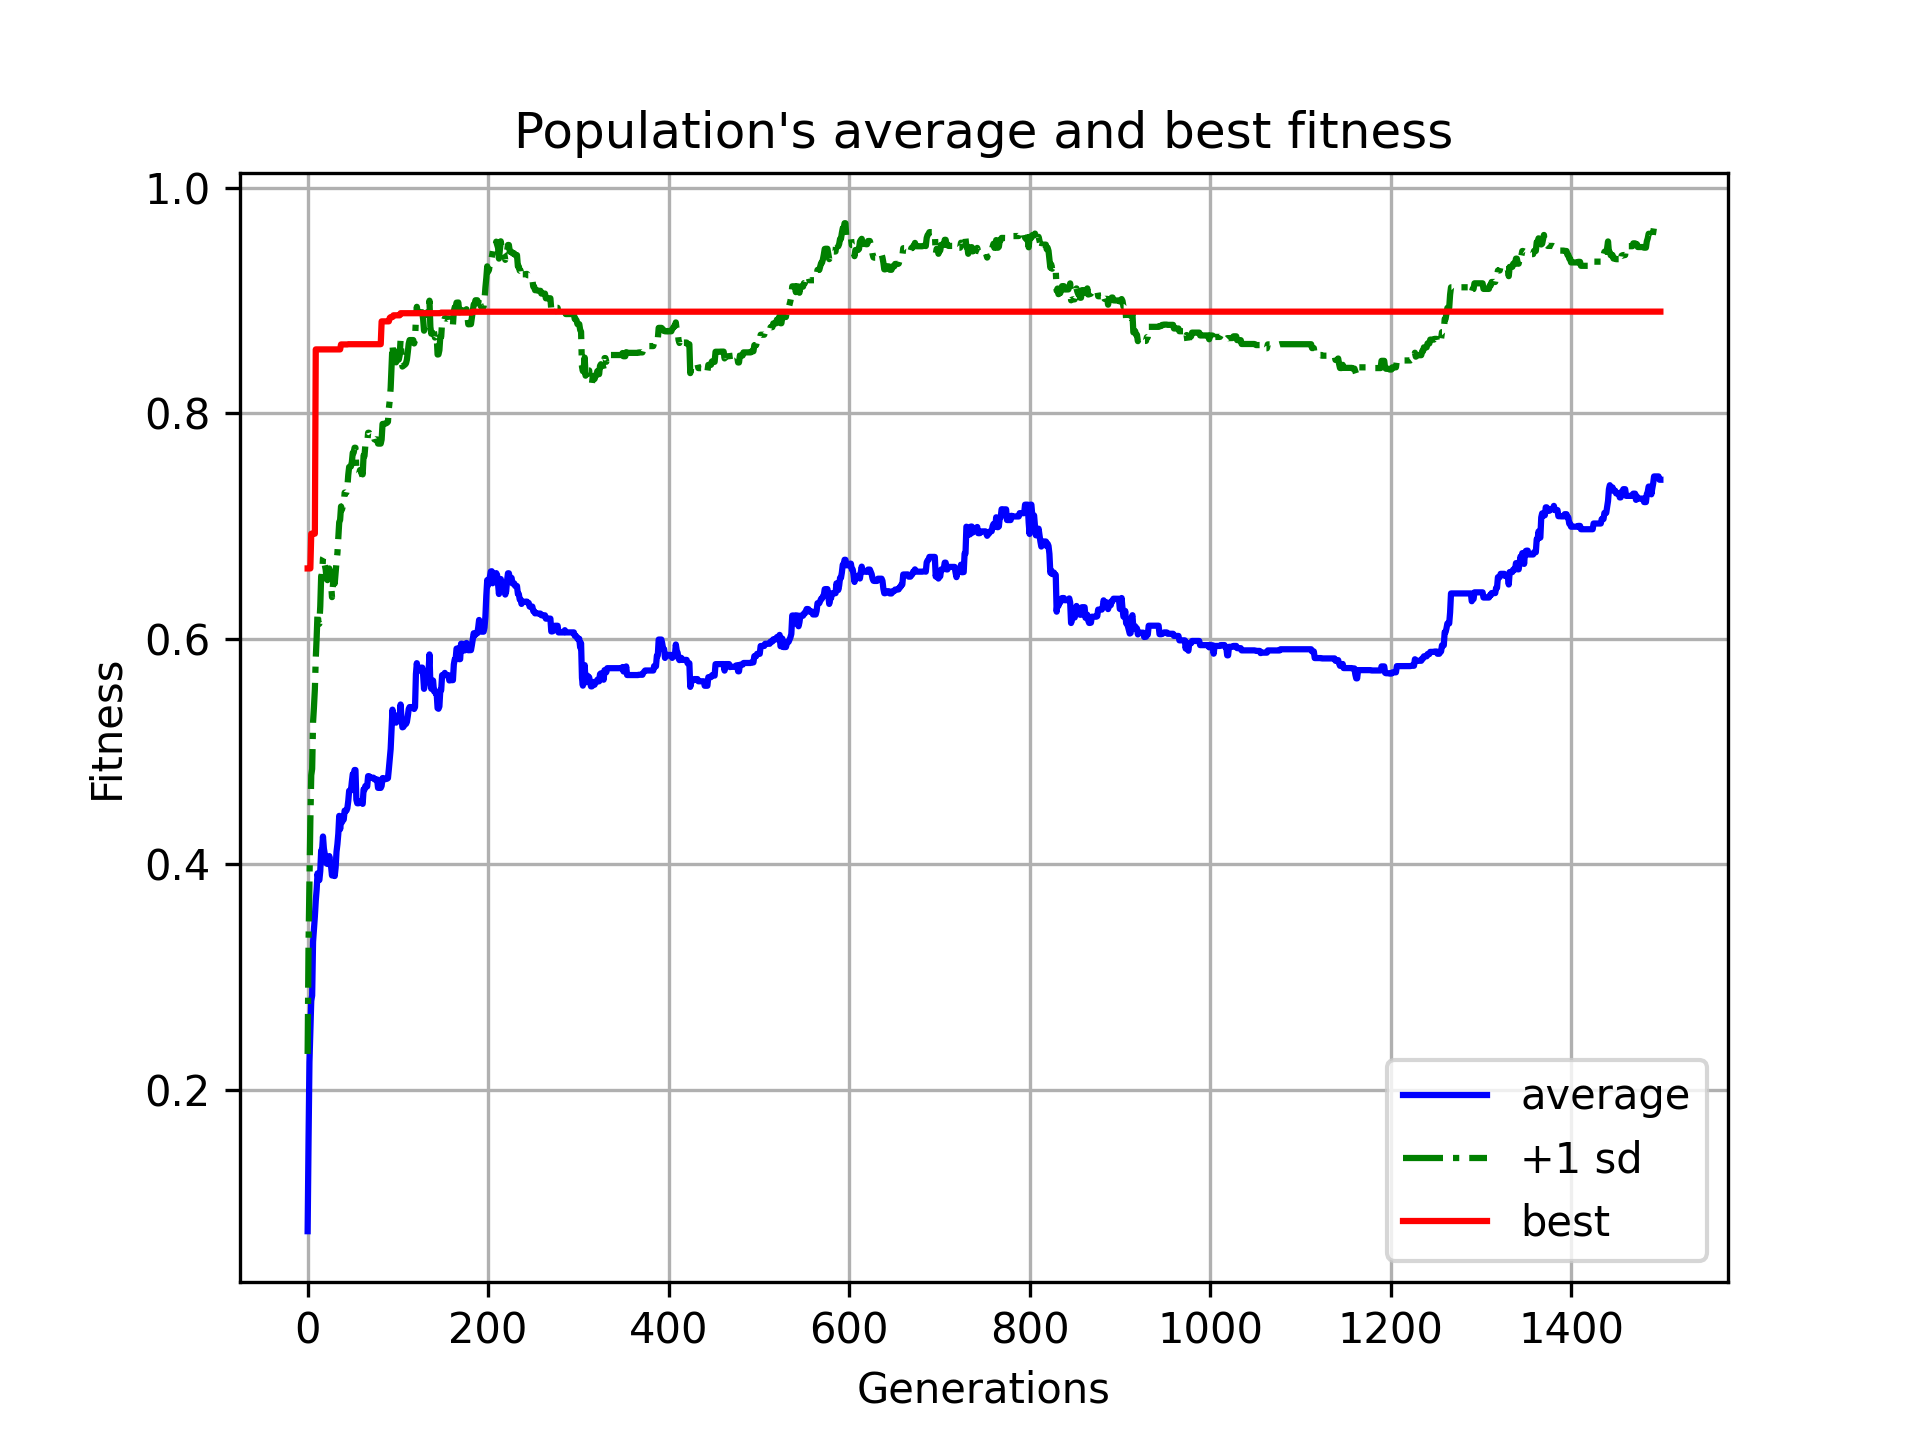 Population's average and best fitness
1.0
0.8
0.6
0.4
0.2
Fitness
0 200 400 600 800 1000 1200 1400
Generations
average
+1 sd
best